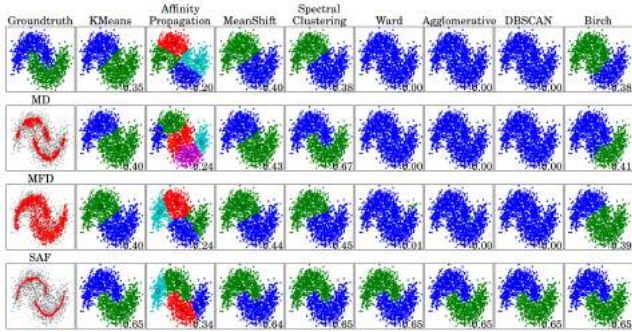 Groundtruth KMeans Affinity Propagation MeanShift Spectral Clustering Ward Agglomerative DBSCAN Birch
0.35 0.20 0.40 0.38 0.00 0.00 0.00 0.38
MD
0.40 0.24 0.43 0.67 0.00 0.00 0.00 0.41
MFD
0.40 0.24 0.44 0.45 0.01 0.00 0.00 0.39
SAF
0.65 0.34 0.64 0.65 0.65 0.65 0.65 0.65